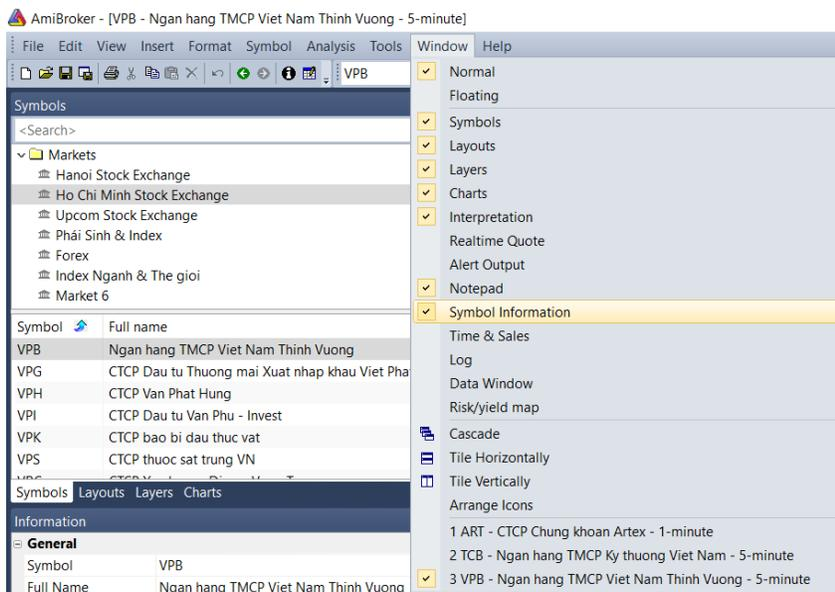 AmiBroker - [VPB - Ngan hang TMCP Viet Nam Thinh Vuong - 5-minute]
File Edit View Insert Format Symbol Analysis Tools Window Help
VPB
Symbols
<Search>
Markets
Hanoi Stock Exchange
Ho Chi Minh Stock Exchange
Upcom Stock Exchange
Phái Sinh & Index
Forex
Index Nganh & The gioi
Market 6
Symbol Full name
VPB Ngan hang TMCP Viet Nam Thinh Vuong
VPG CTCP Dau tu Thuong mai Xuat nhap khau Viet Pha
VPH CTCP Van Phat Hung
VPI CTCP Dau tu Van Phu - Invest
VPK CTCP bao bi dau thuc vat
VPS CTCP thuoc sat trung VN
Symbols Layouts Layers Charts
Information
General
Symbol VPB
Full Name Ngan hang TMCP Viet Nam Thinh Vuong
Normal
Floating
Symbols
Layouts
Layers
Charts
Interpretation
Realtime Quote
Alert Output
Notepad
Symbol Information
Time & Sales
Log
Data Window
Risk/yield map
Cascade
Tile Horizontally
Tile Vertically
Arrange Icons
1 ART - CTCP Chung khoan Artex - 1-minute
2 TCB - Ngan hang TMCP Ky thuong Viet Nam - 5-minute
3 VPB - Ngan hang TMCP Viet Nam Thinh Vuong - 5-minute